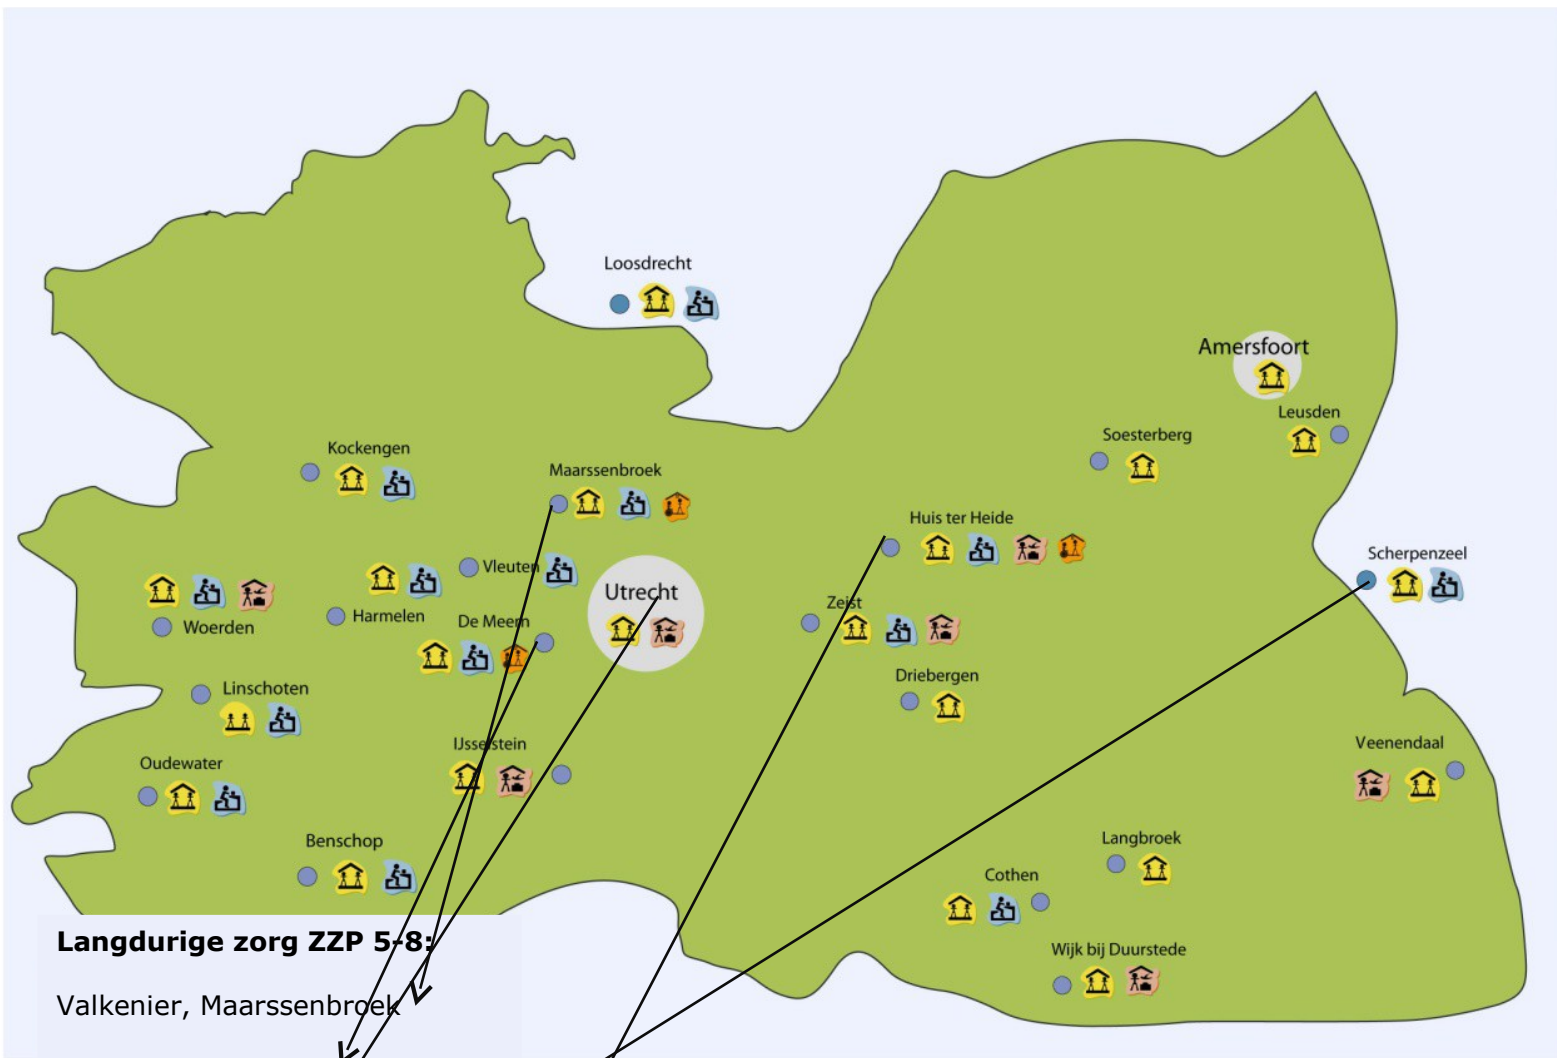 Loosdrecht
Amersfoort
Leusden
Soesterberg
Kockengen
Maarssenbroek
Huis ter Heide
Scherpenzeel
Vleuten
Utrecht
Zeist
Harmelen
De Meern
Woerden
Driebergen
Linschoten
IJsselstein
Veenendaal
Oudewater
Benschop
Langbroek
Cothen
Wijk bij Duurstede
Langdurige zorg ZZP 5-8:
Valkenier, Maarssenbroek